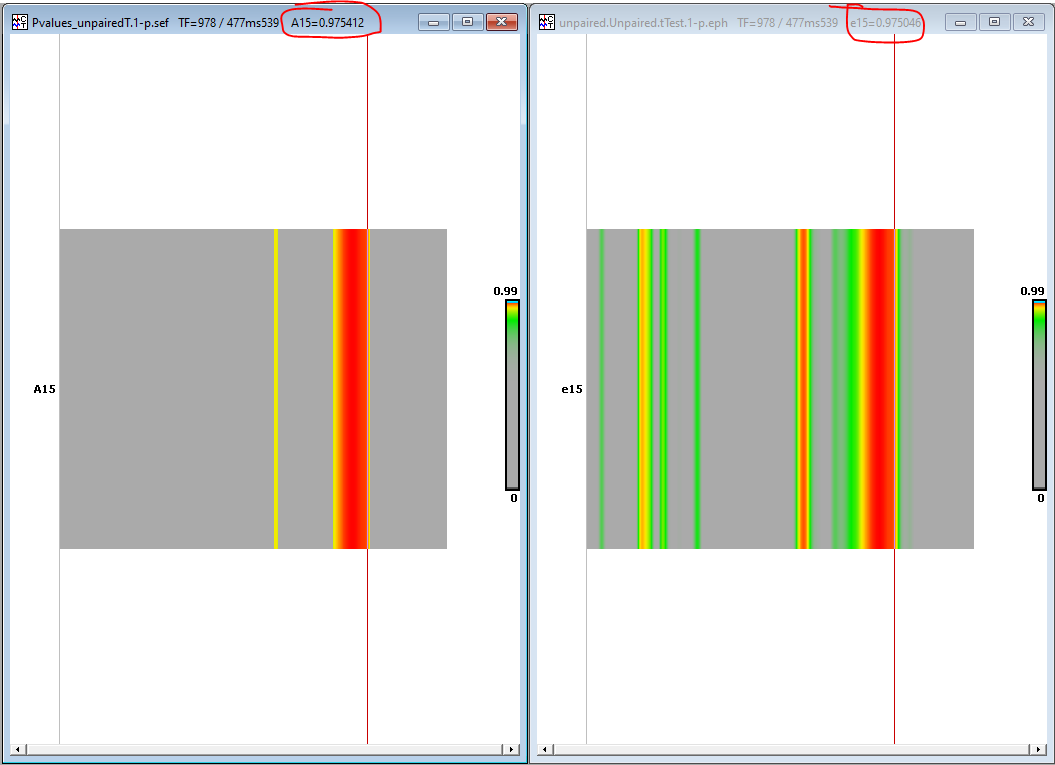 Pvalues_unpairedT.1-p.sef TF=978 / 477ms539 A15=0.975412
unpaired.Unpaired.tTest.1-p.eph TF=978 / 477ms539 e15=0.975046
0.99
A15
0
0.99
e15
0